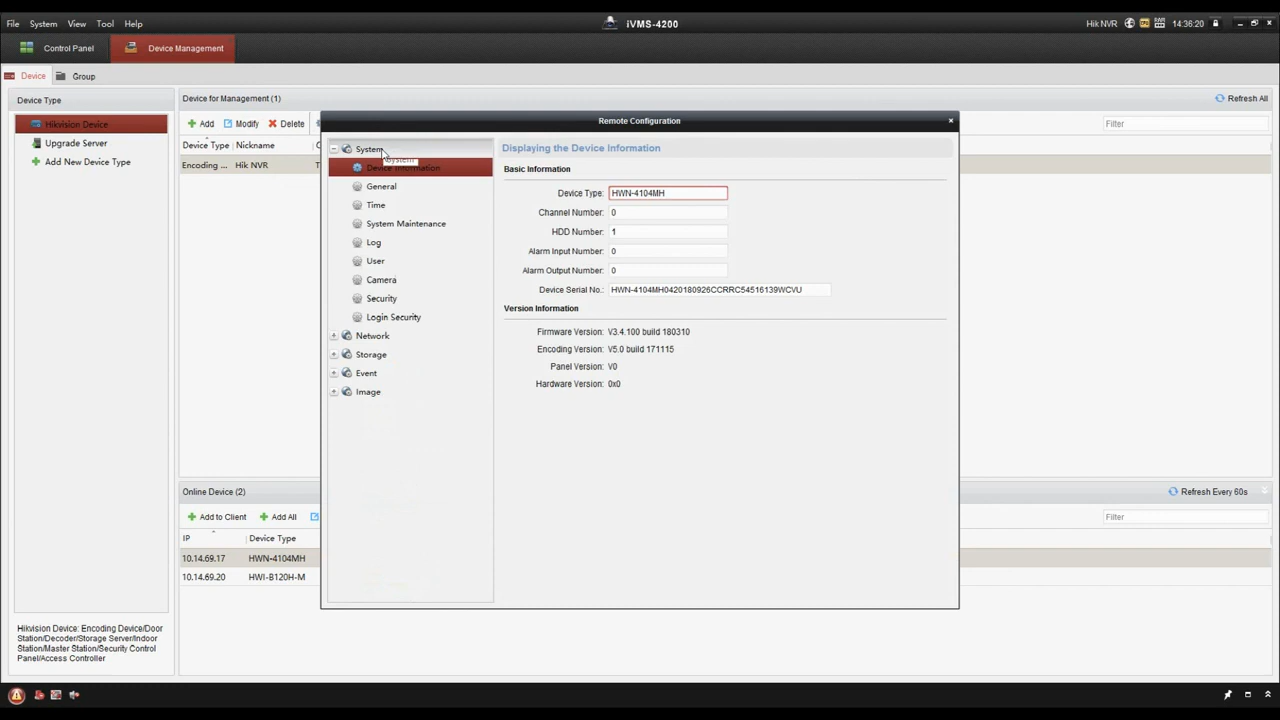 File System View Tool Help
iVMS-4200
Hik NVR 14:36:20
Control Panel
Device Management
Device
Group
Device Type
Hikvision Device
Upgrade Server
Add New Device Type
Hikvision Device: Encoding Device/Door
Station/Decoder/Storage Server/Indoor
Station/Master Station/Security Control
Panel/Access Controller
Device for Management (1)
Refresh All
Add Modify Delete
Filter
Device Type Nickname
Encoding ... Hik NVR
Remote Configuration
System
System
Device Information
General
Time
System Maintenance
Log
User
Camera
Security
Login Security
Network
Storage
Event
Image
Displaying the Device Information
Basic Information
Device Type: HWN-4104MH
Channel Number: 0
HDD Number: 1
Alarm Input Number: 0
Alarm Output Number: 0
Device Serial No.: HWN-4104MH0420180926CCRRC54516139WCVU
Version Information
Firmware Version: V3.4.100 build 180310
Encoding Version: V5.0 build 171115
Panel Version: V0
Hardware Version: 0x0
Online Device (2)
Refresh Every 60s
Add to Client Add All
Filter
IP Device Type
10.14.69.17 HWN-4104MH
10.14.69.20 HWI-B120H-M